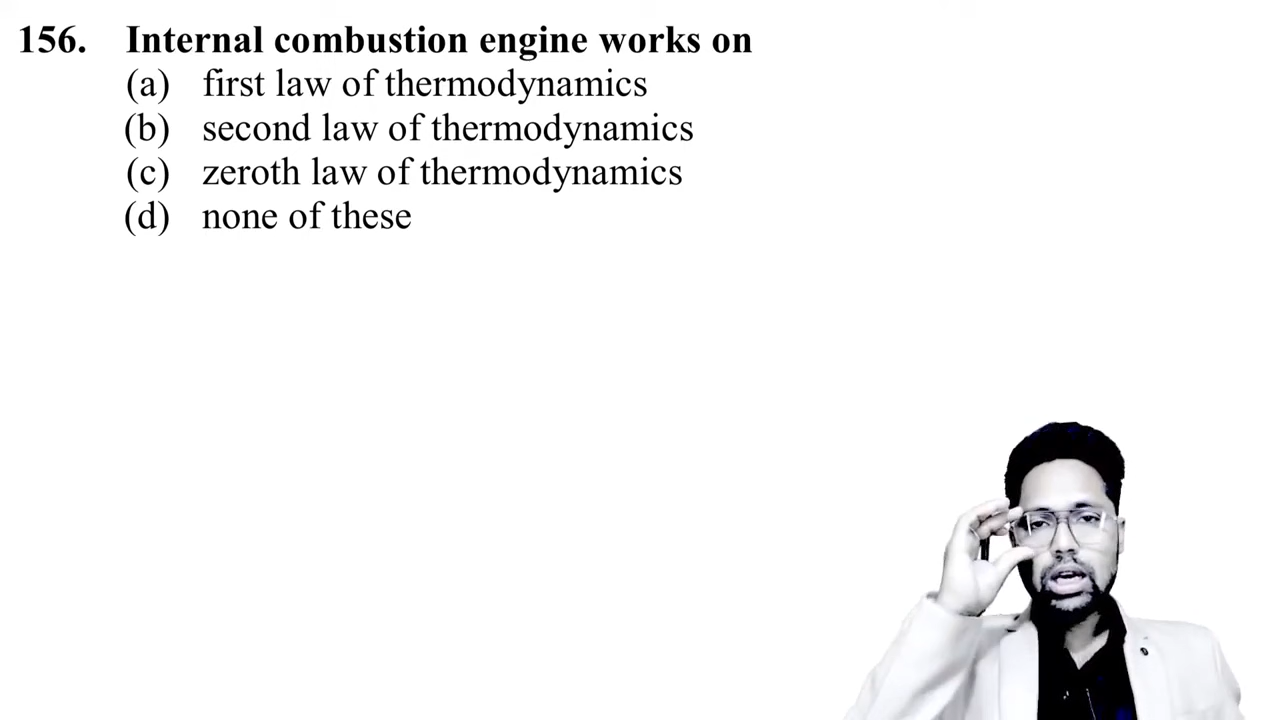 156. Internal combustion engine works on
(a) first law of thermodynamics
(b) second law of thermodynamics
(c) zeroth law of thermodynamics
(d) none of these